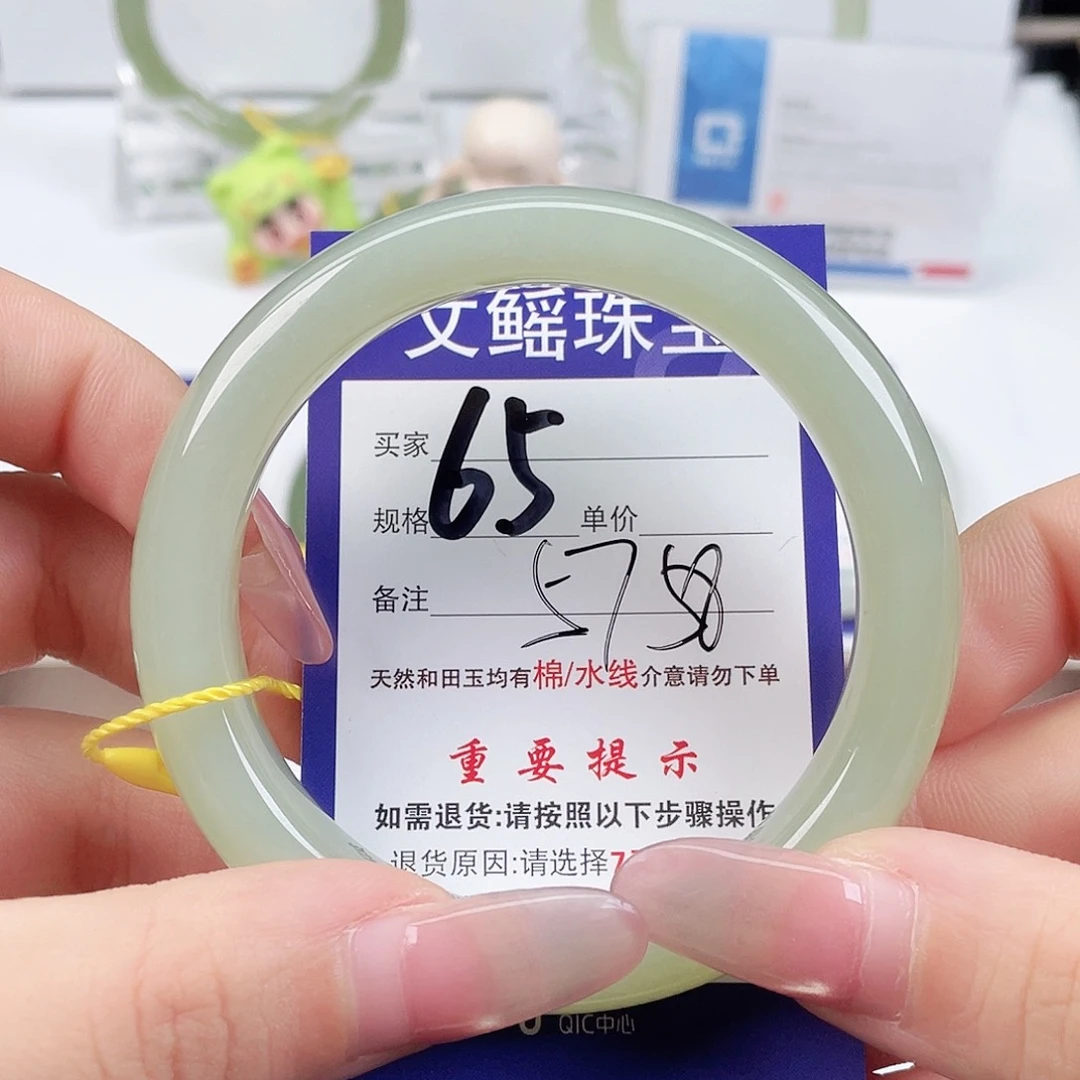 文鳐珠宝
买家
65
规格 单价
备注 578
天然和田玉均有棉/水线介意请勿下单
重要提示
如需退货:请按照以下步骤操作
退货原因:请选择7
QIC中心